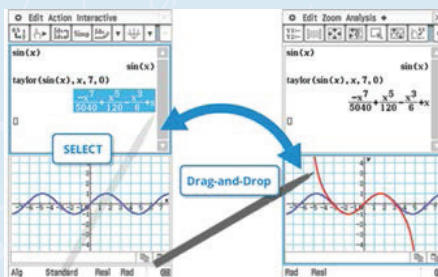 Edit Action Interactive
sin(x)
sin(x)
taylor(sin(x),x,7,0)
-x^7/5040+x^5/120-x^3/6+x
SELECT
Alg Standard Real Rad
Edit Zoom Analysis
sin(x)
sin(x)
taylor(sin(x),x,7,0)
-x^7/5040+x^5/120-x^3/6+x
Drag-and-Drop
Rad Real